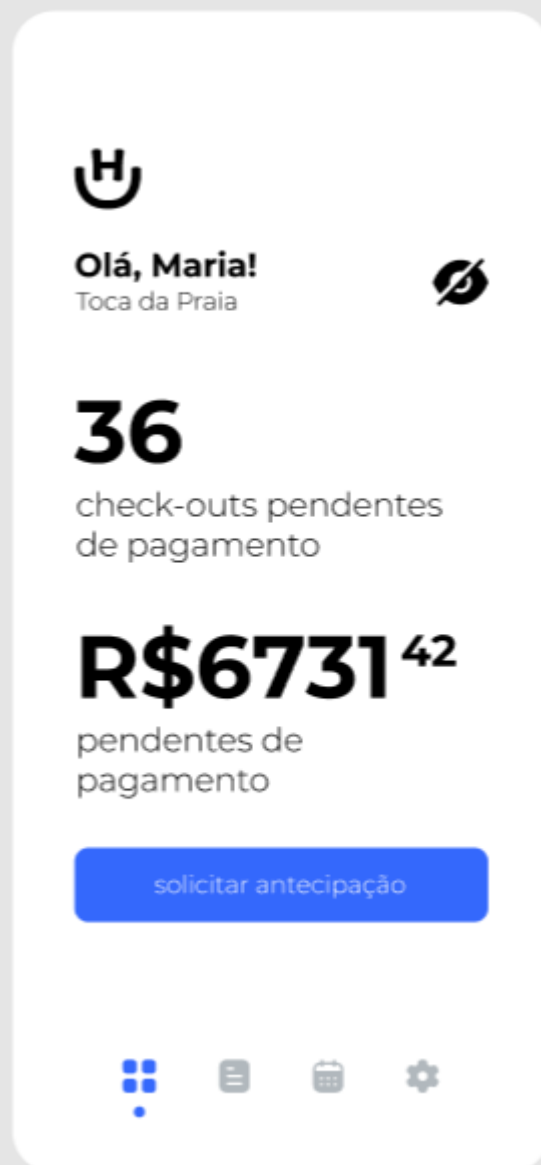 H
Olá, Maria!
Toca da Praia
36
check-outs pendentes
de pagamento
R$6731 42
pendentes de
pagamento
solicitar antecipação